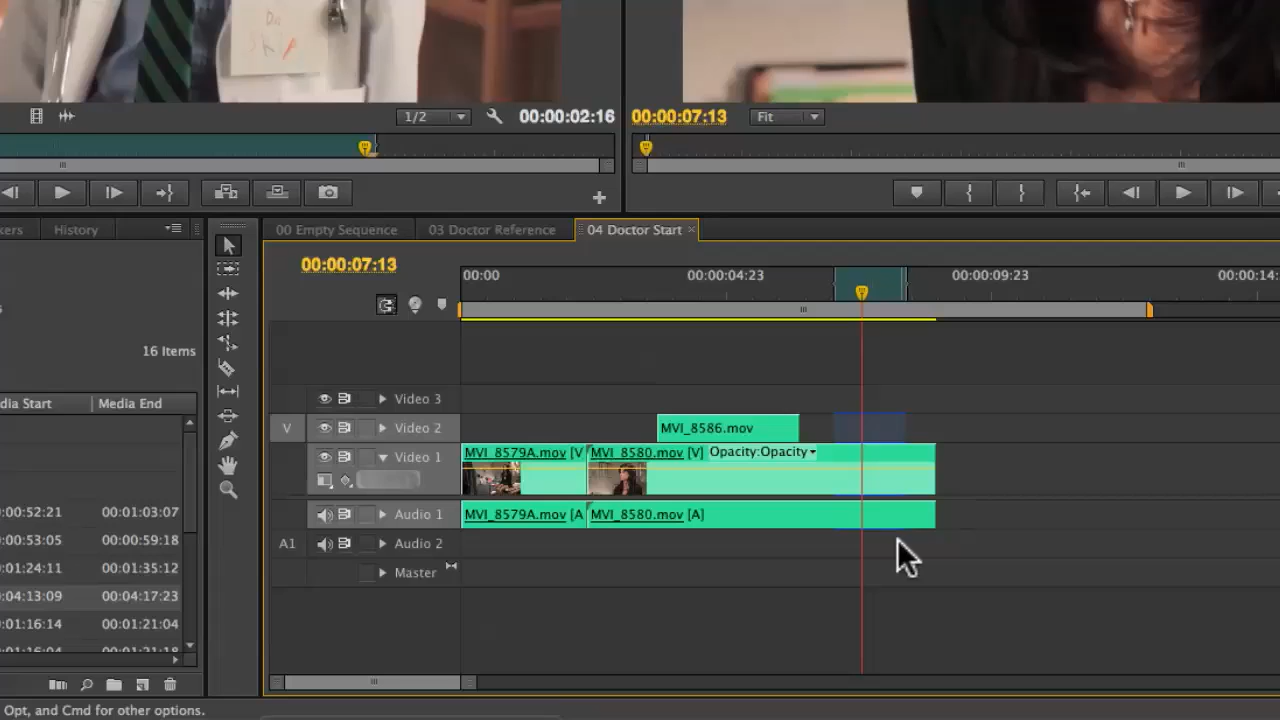 Do
Skip
1/2
00:00:02:16
00:00:07:13
Fit
kers
History
00 Empty Sequence
03 Doctor Reference
04 Doctor Start
00:00:07:13
00:00
00:00:04:23
00:00:09:23
00:00:14:
16 Items
dia Start
Media End
Video 3
V
Video 2
MVI_8586.mov
Video 1
MVI_8579A.mov [V
MVI_8580.mov [V]
Opacity:Opacity
00:52:21
00:01:03:07
Audio 1
MVI_8579A.mov [A
MVI_8580.mov [A]
00:53:05
00:59:18
A1
Audio 2
01:24:11
00:01:35:12
Master
04:13:09
00:04:17:23
01:16:14
00:01:21:04
Opt, and Cmd for other options.